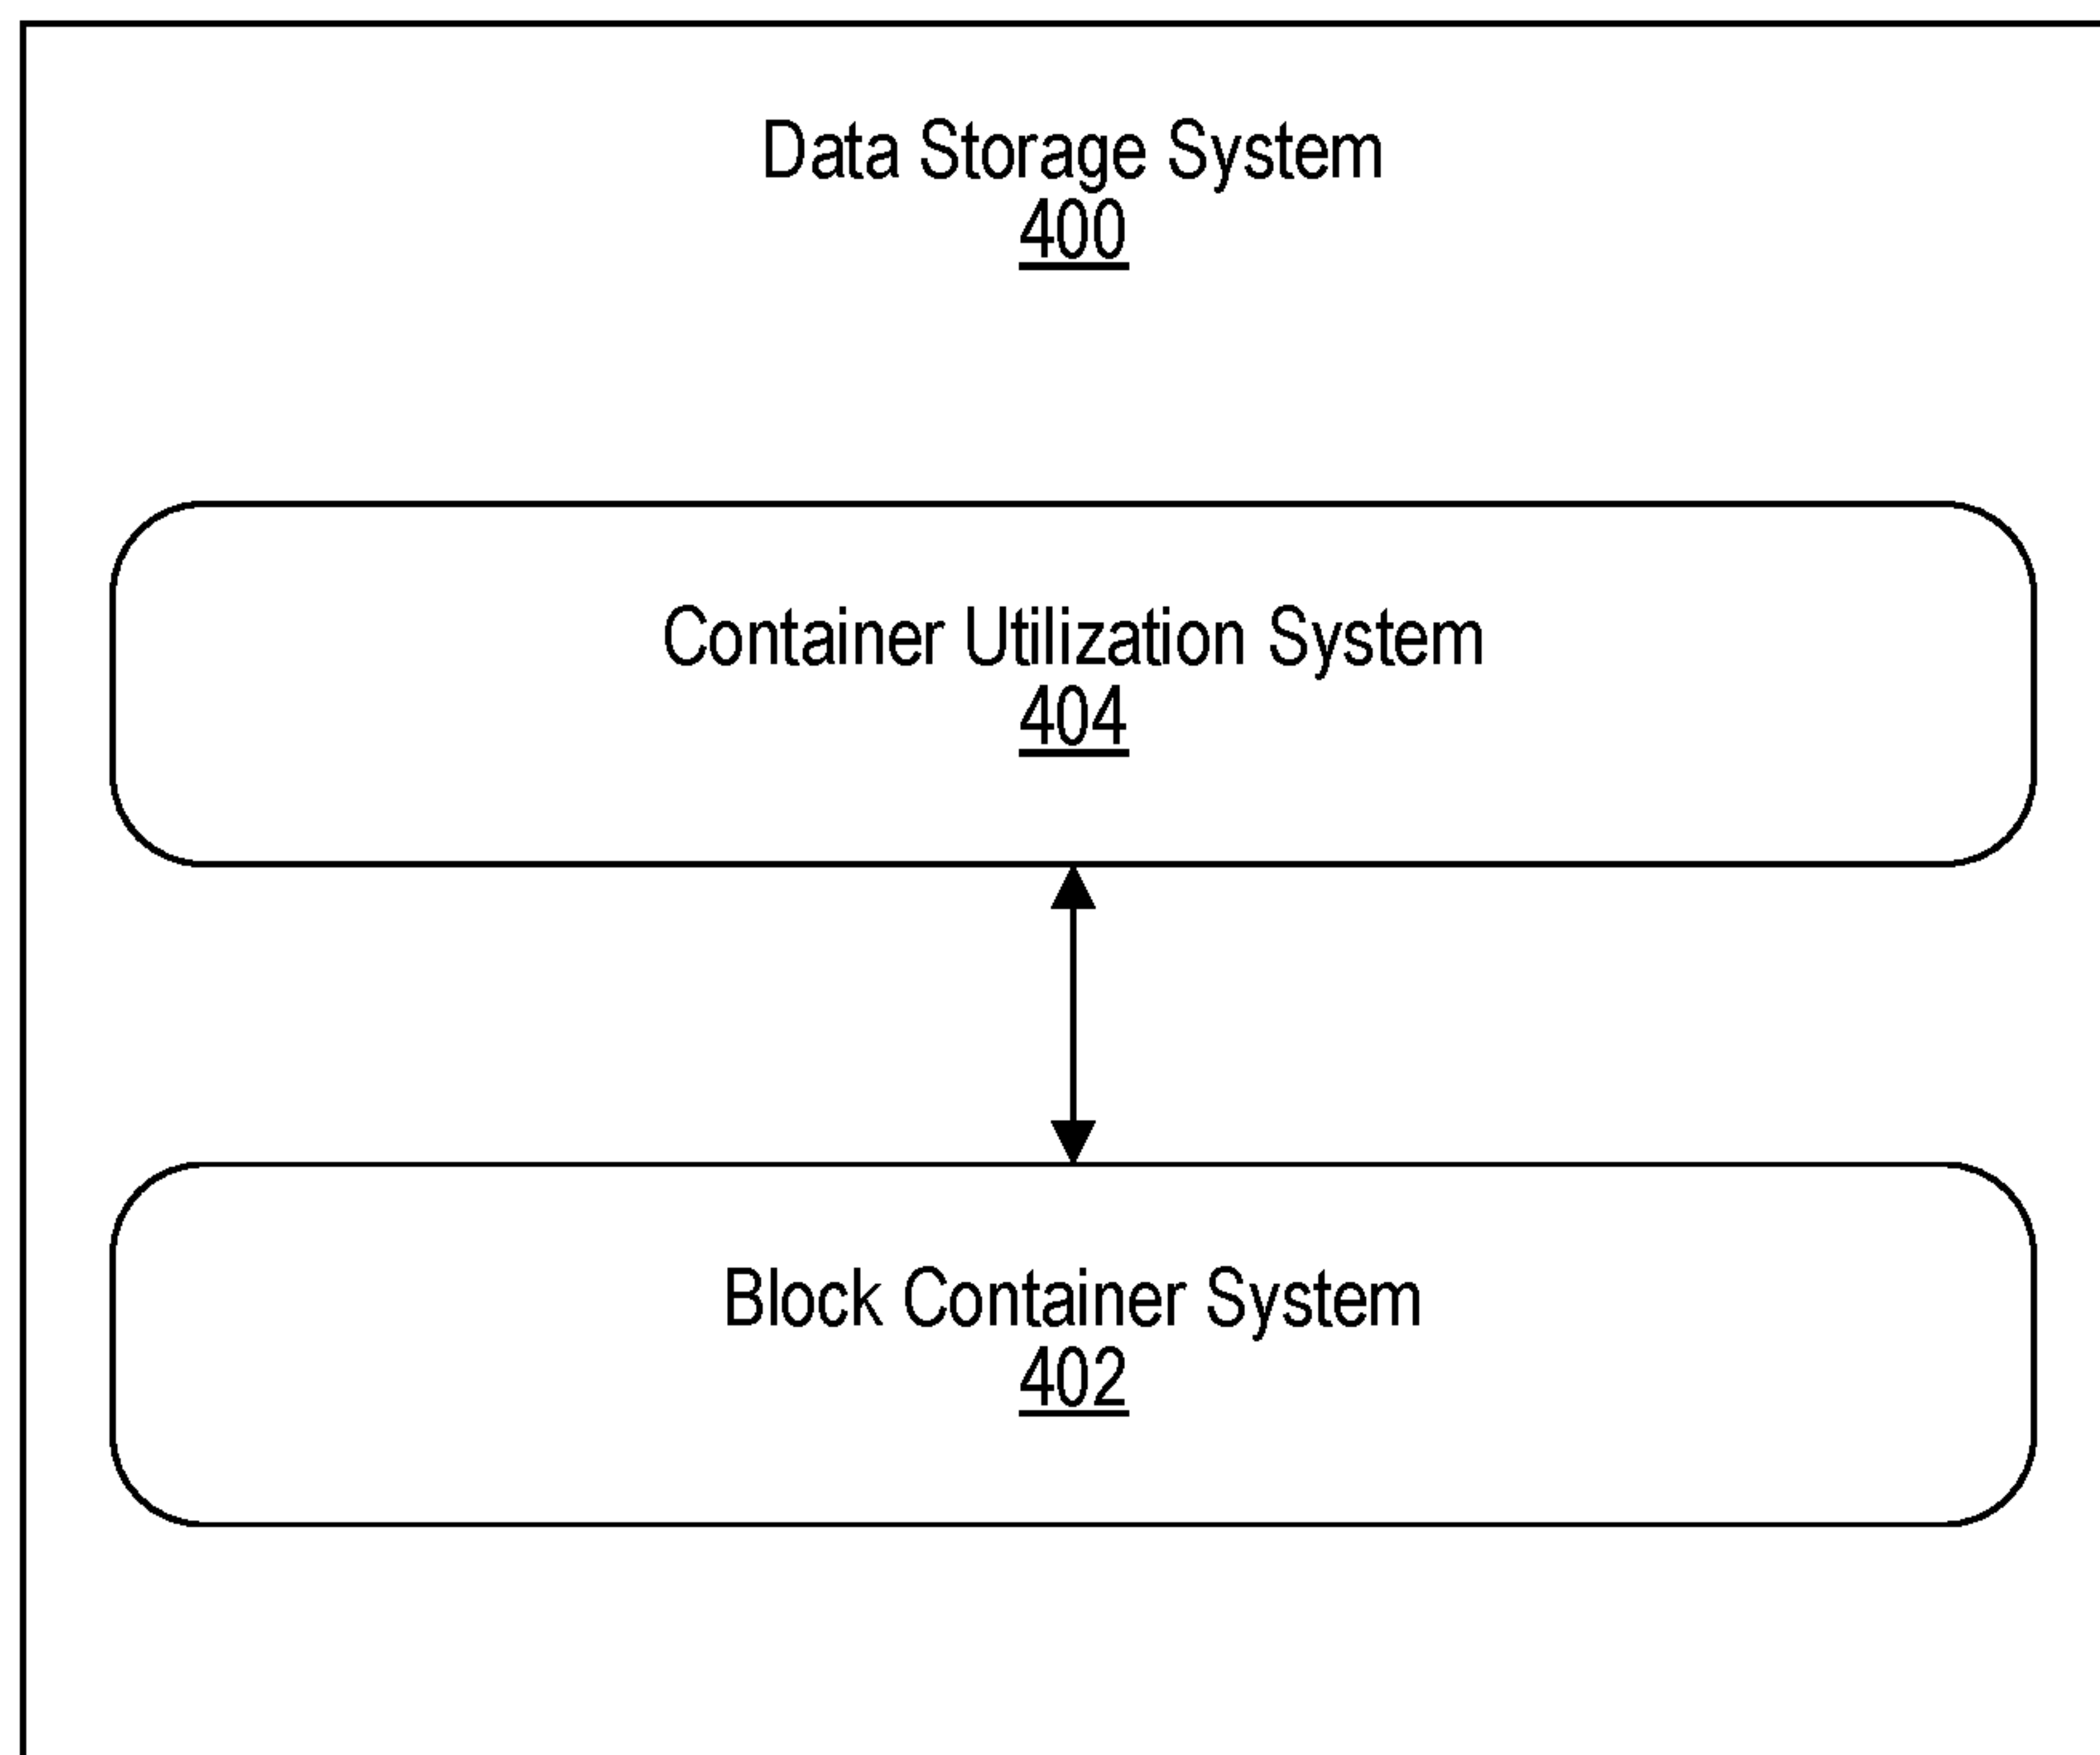 Data Storage System
400
Container Utilization System
404
Block Container System
402